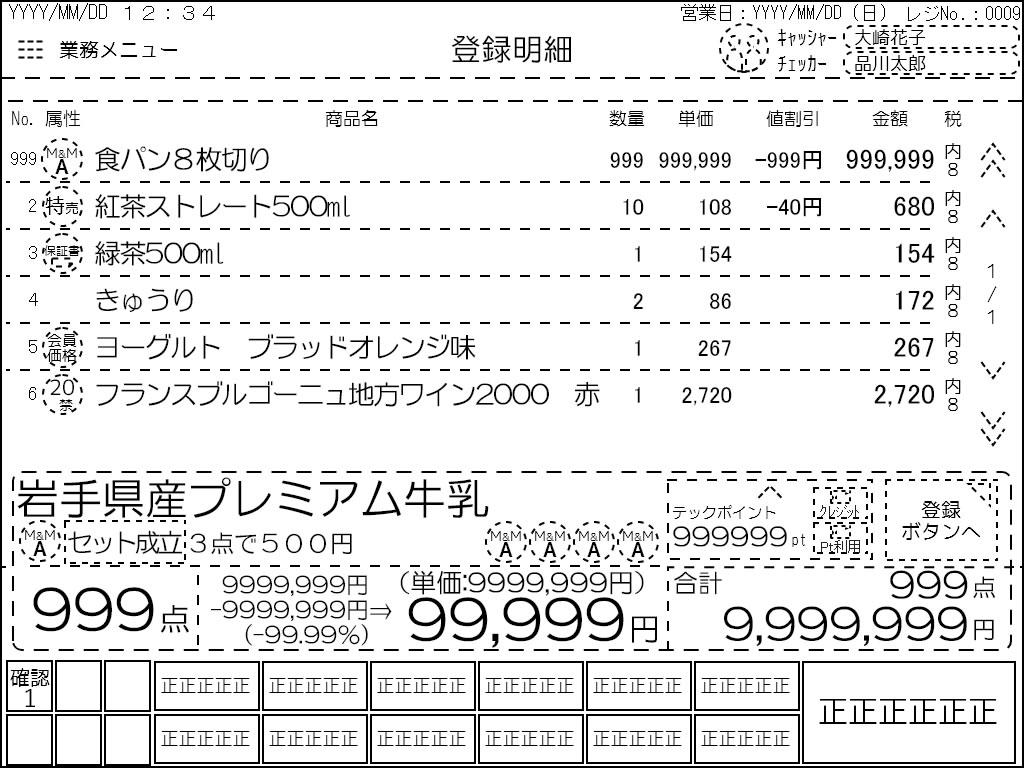 YYYY/MM/DD １２：３４
営業日：YYYY/MM/DD（日） レジNo.：0009
業務メニュー
登録明細
ｷｬｯｼｬｰ 大崎花子
ﾁｪｯｶｰ 品川太郎
No. 属性 商品名 数量 単価 値割引 金額 税
999 M&M A 食パン８枚切り 999 999,999 -999円 999,999 内8
2 特売 紅茶ストレート500ml 10 108 -40円 680 内8
3 保証書 緑茶500ml 1 154 154 内8
4 きゅうり 2 86 172 内8
1/1
5 会員価格 ヨーグルト　ブラッドオレンジ味 1 267 267 内8
6 20禁 フランスブルゴーニュ地方ワイン2000　赤 1 2,720 2,720 内8
岩手県産プレミアム牛乳
M&M A セット成立 ３点で５００円 M&M A M&M A M&M A M&M A
テックポイント
999999pt
ｸﾚｼﾞｯﾄ
Pt利用
登録
ボタンへ
999点
9999,999円
-9999,999円⇒
(-99.99%)
（単価:9999,999円）
99,999円
合計 999点
9,999,999円
確認
1
正正正正正 正正正正正 正正正正正 正正正正正 正正正正正 正正正正正
正正正正正正
正正正正正 正正正正正 正正正正正 正正正正正 正正正正正 正正正正正